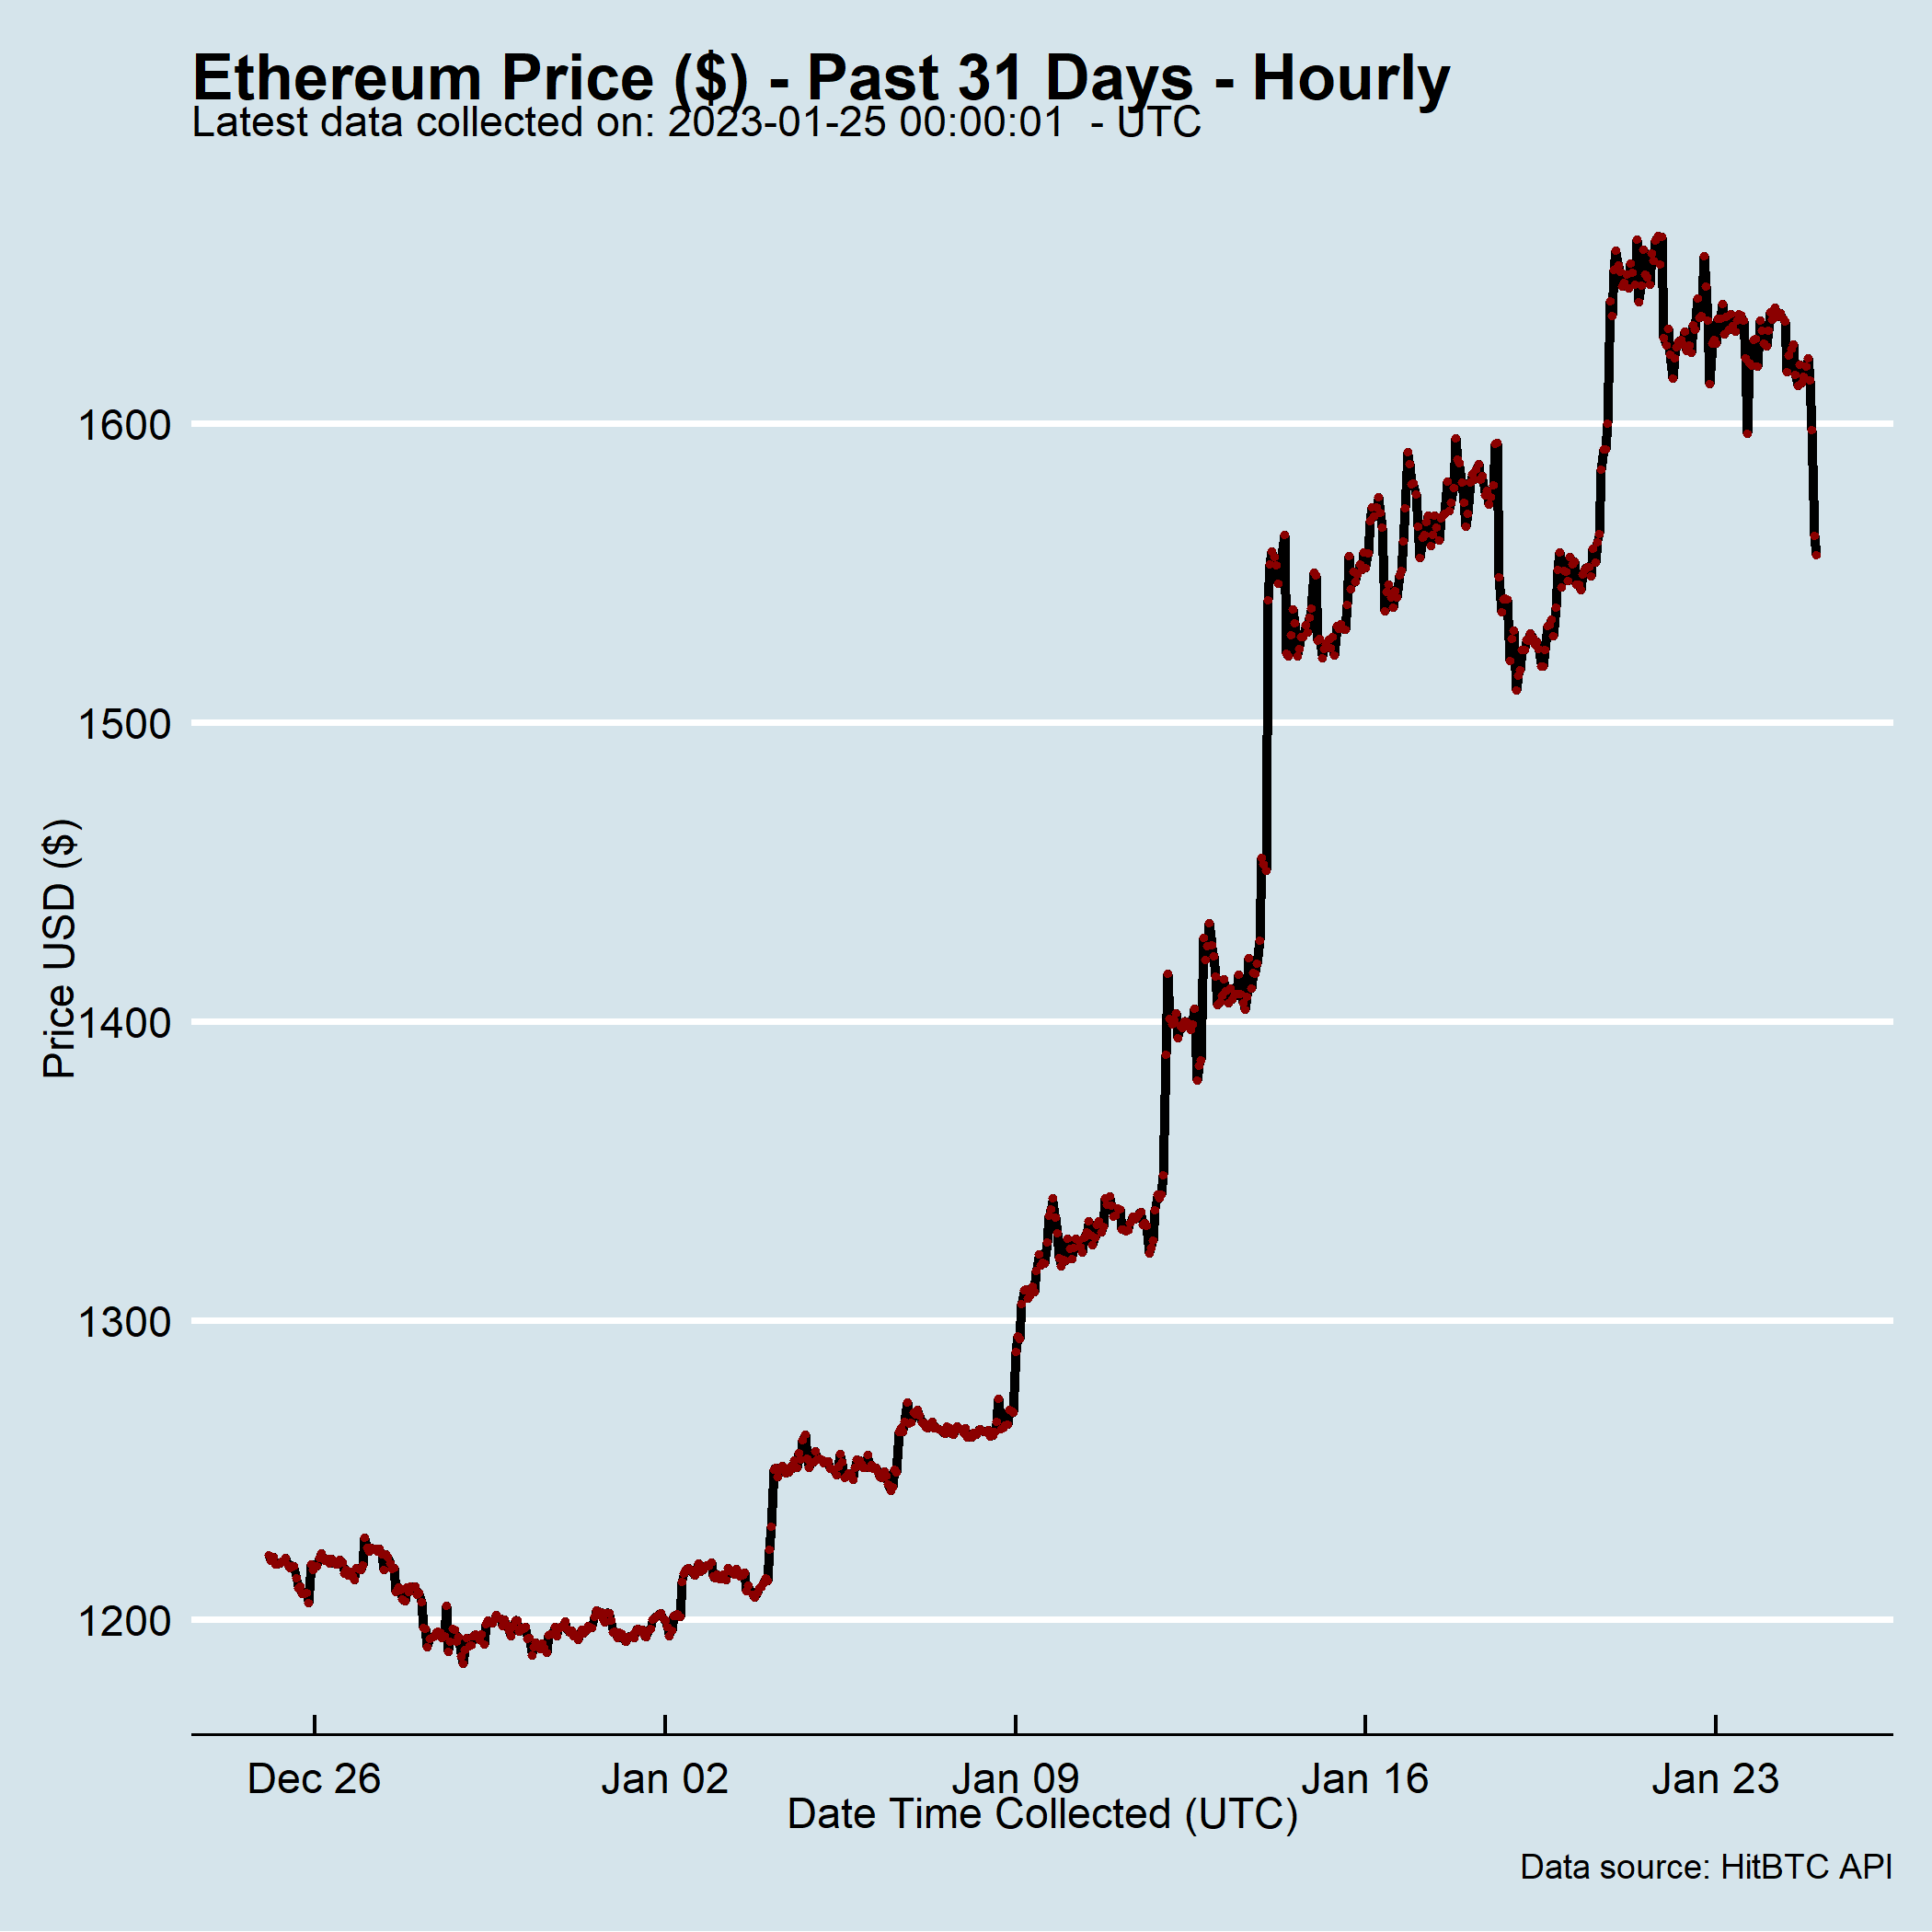 Ethereum Price ($) - Past 31 Days - Hourly
Latest data collected on: 2023-01-25 00:00:01  - UTC
Price USD ($)
1600
1500
1400
1300
1200
Dec 26 Jan 02 Jan 09 Jan 16 Jan 23
Date Time Collected (UTC)
Data source: HitBTC API